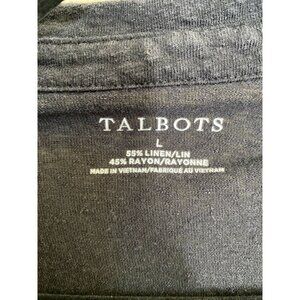 TALBOTS
L
55% LINEN/LIN
45% RAYON/RAYONNE
MADE IN VIETNAM/FABRIQUÉ AU VIETNAM